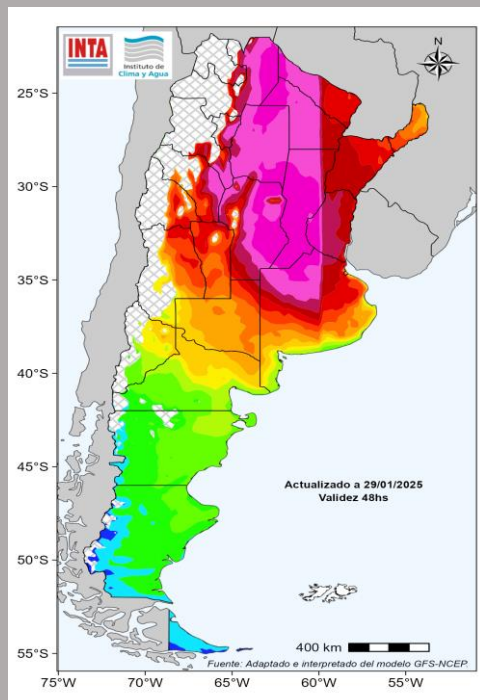 INTA
Instituto de
Clima y Agua
N
25°S
30°S
35°S
40°S
45°S
50°S
55°S
Actualizado a 29/01/2025
Validez 48hs
400 km
Fuente: Adaptado e interpretado del modelo GFS-NCEP.
75°W 70°W 65°W 60°W 55°W